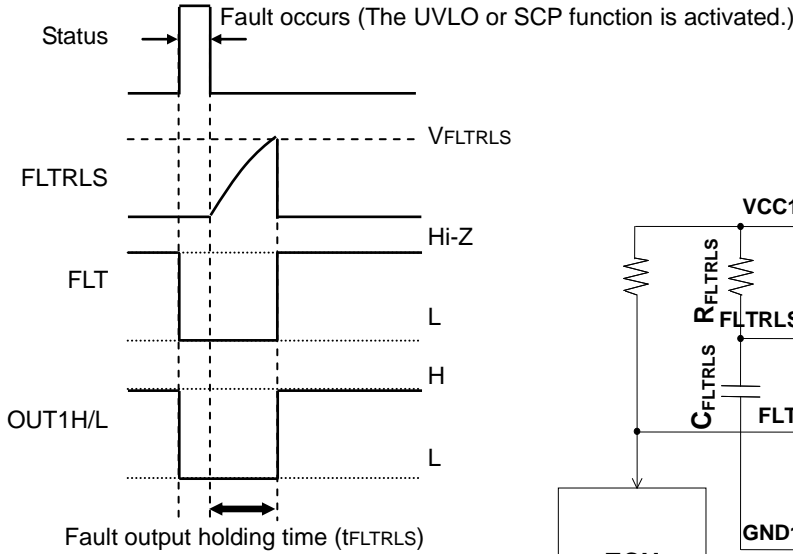 Fault occurs (The UVLO or SCP function is activated.)
Status
VFLTRLS
FLTRLS
Hi-Z
FLT
L
H
OUT1H/L
L
Fault output holding time (tFLTRLS)
VCC1
RFLTRLS
FLTRLS
CFLTRLS
FLT
GND1